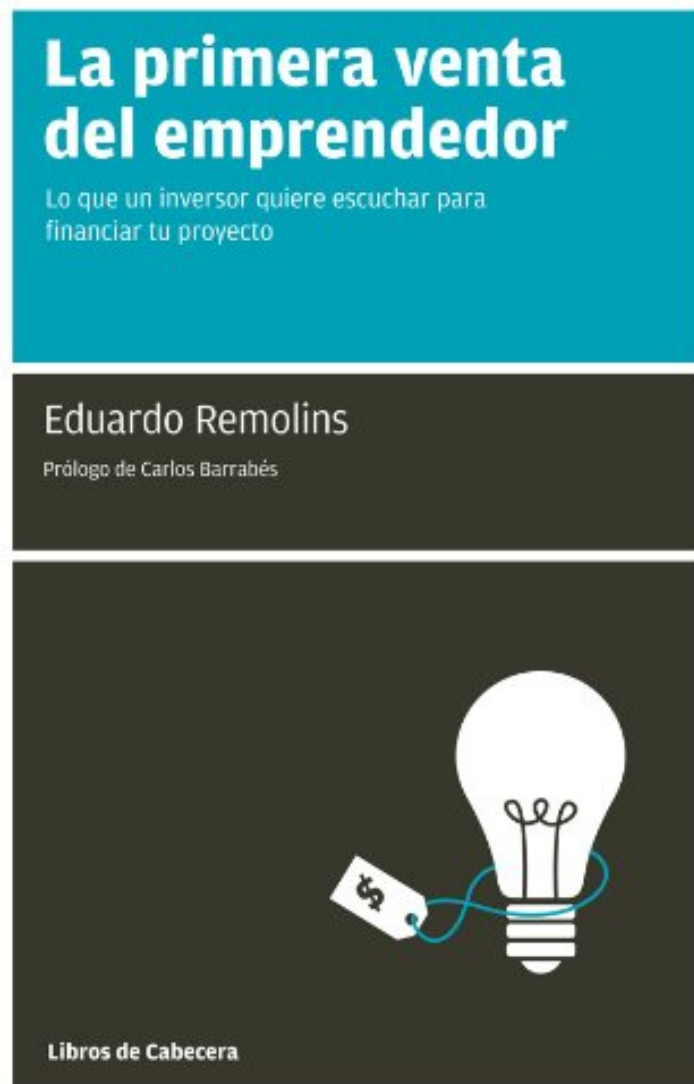 La primera venta
del emprendedor
Lo que un inversor quiere escuchar para
financiar tu proyecto
Eduardo Remolins
Prólogo de Carlos Barrabés
$
Libros de Cabecera